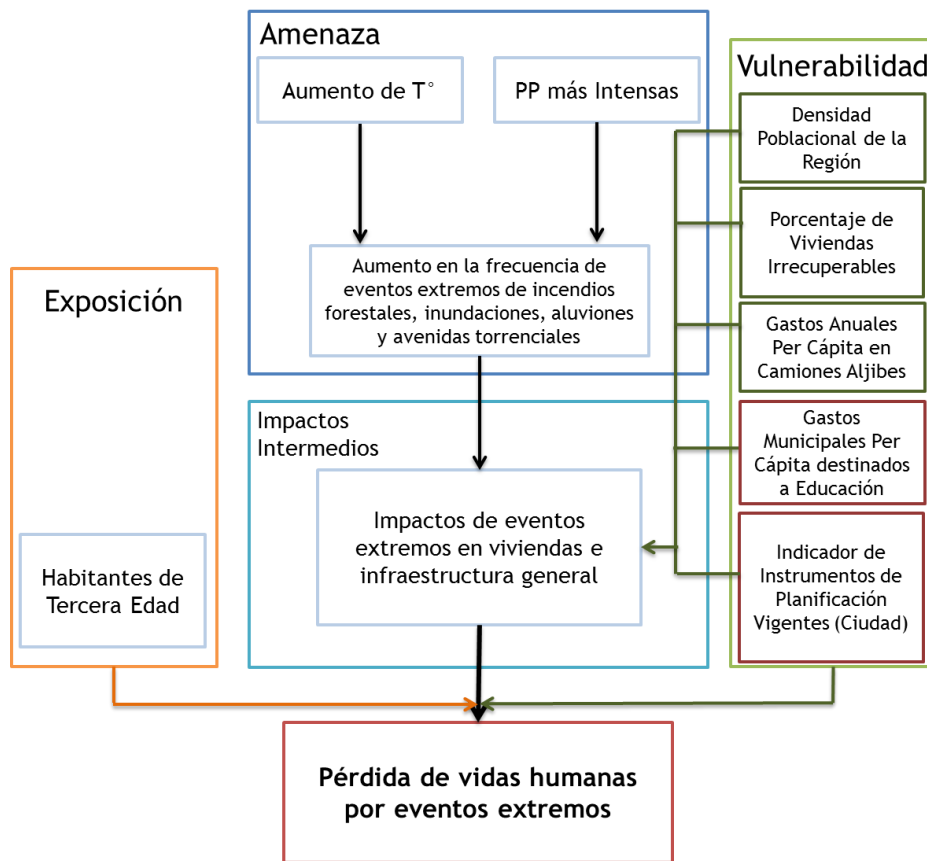 Amenaza
Aumento de T°
PP más Intensas
Aumento en la frecuencia de
eventos extremos de incendios
forestales, inundaciones, aluviones
y avenidas torrenciales
Exposición
Habitantes de
Tercera Edad
Impactos
Intermedios
Impactos de eventos
extremos en viviendas e
infraestructura general
Vulnerabilidad
Densidad
Poblacional de la
Región
Porcentaje de
Viviendas
Irrecuperables
Gastos Anuales
Per Cápita en
Camiones Aljibes
Gastos
Municipales Per
Cápita destinados
a Educación
Indicador de
Instrumentos de
Planificación
Vigentes (Ciudad)
Pérdida de vidas humanas
por eventos extremos